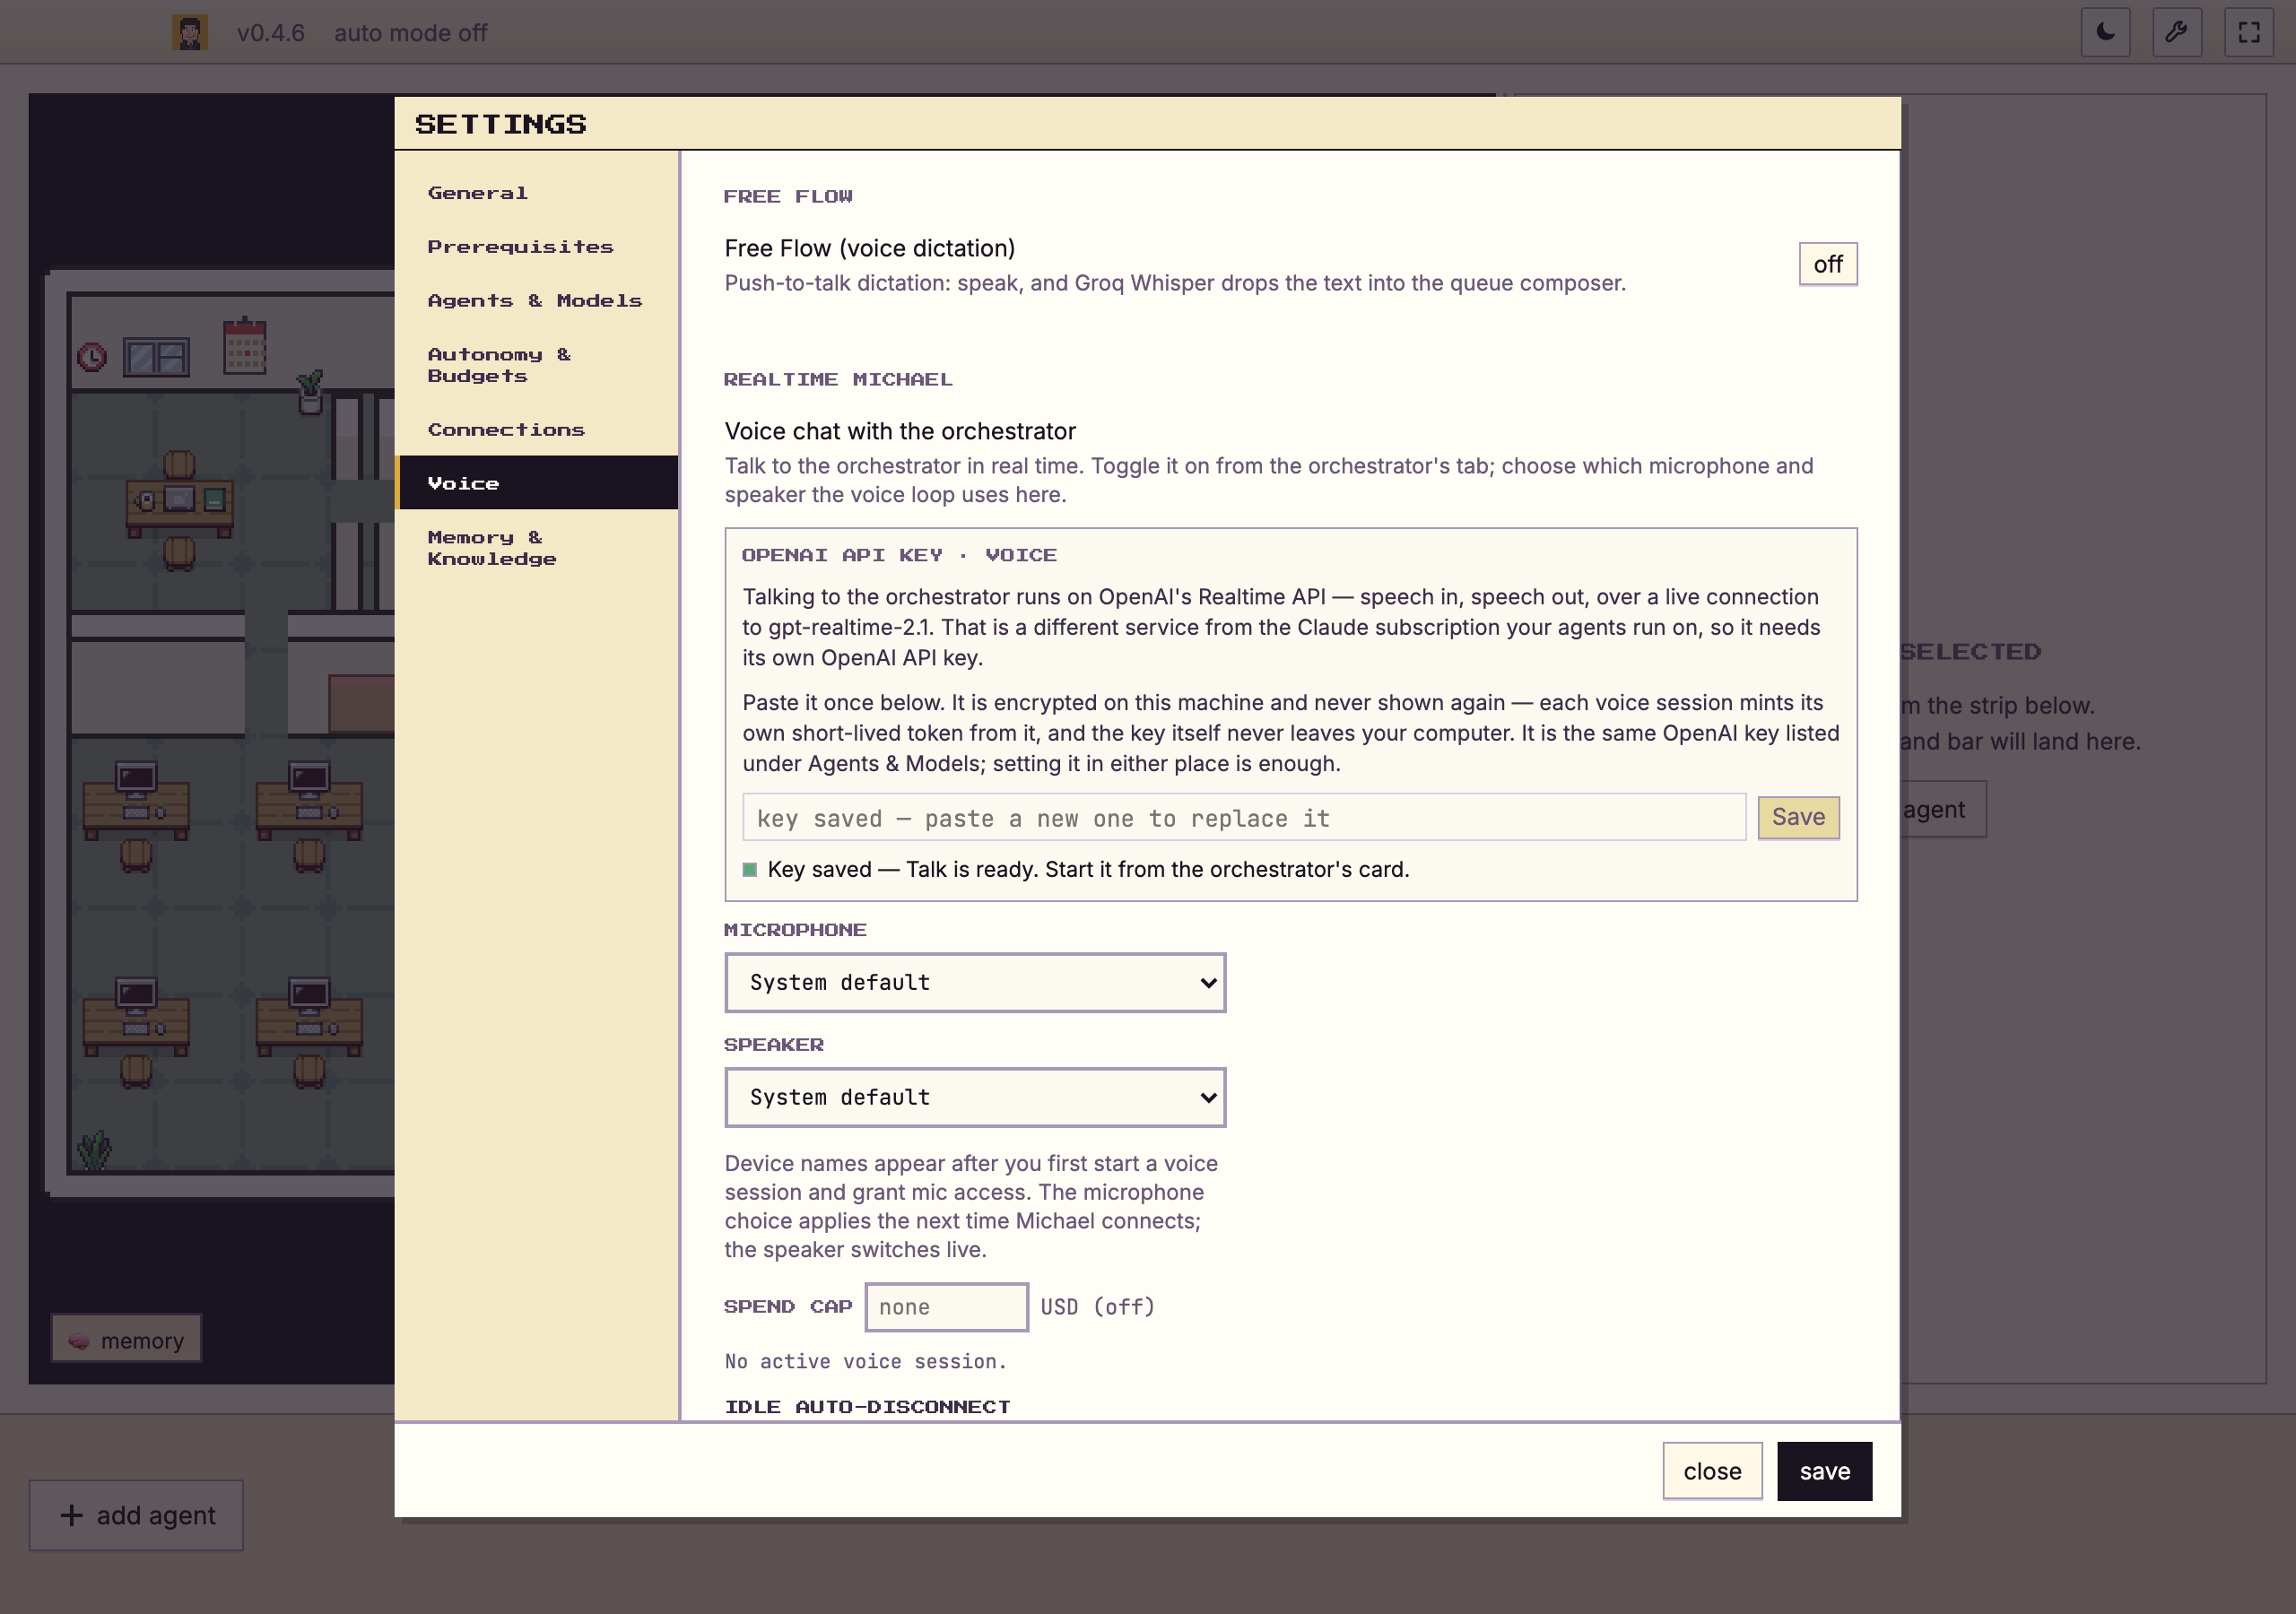 v0.4.6 auto mode off
SETTINGS
General
Prerequisites
Agents & Models
Autonomy &
Budgets
Connections
Voice
Memory &
Knowledge
FREE FLOW
Free Flow (voice dictation)
Push-to-talk dictation: speak, and Groq Whisper drops the text into the queue composer.
off
REALTIME MICHAEL
Voice chat with the orchestrator
Talk to the orchestrator in real time. Toggle it on from the orchestrator's tab; choose which microphone and
speaker the voice loop uses here.
OPENAI API KEY · VOICE
Talking to the orchestrator runs on OpenAI's Realtime API — speech in, speech out, over a live connection
to gpt-realtime-2.1. That is a different service from the Claude subscription your agents run on, so it needs
its own OpenAI API key.
Paste it once below. It is encrypted on this machine and never shown again — each voice session mints its
own short-lived token from it, and the key itself never leaves your computer. It is the same OpenAI key listed
under Agents & Models; setting it in either place is enough.
key saved — paste a new one to replace it
Save
Key saved — Talk is ready. Start it from the orchestrator's card.
MICROPHONE
System default
SPEAKER
System default
Device names appear after you first start a voice
session and grant mic access. The microphone
choice applies the next time Michael connects;
the speaker switches live.
SPEND CAP none USD (off)
No active voice session.
IDLE AUTO-DISCONNECT
close
save
SELECTED
m the strip below.
and bar will land here.
agent
memory
+ add agent